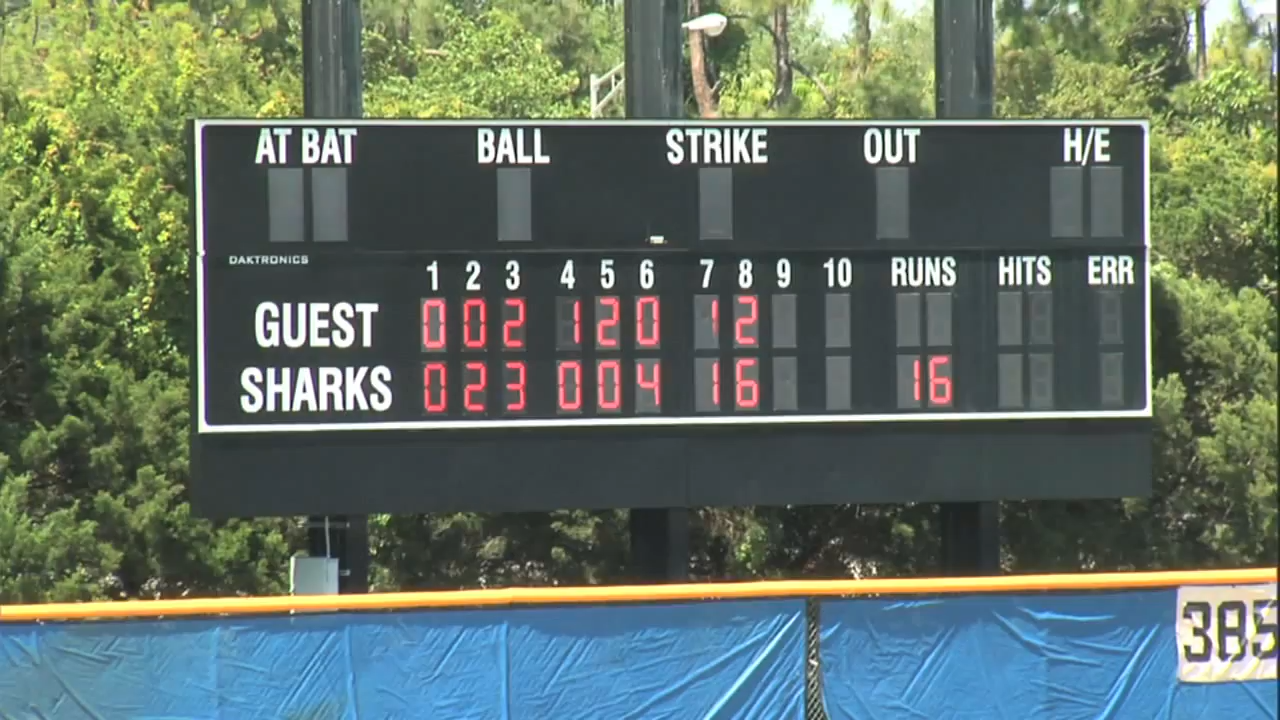 AT BAT BALL STRIKE OUT H/E
DAKTRONICS
1 2 3 4 5 6 7 8 9 10 RUNS HITS ERR
GUEST 0 0 2 1 2 0 1 2
SHARKS 0 2 3 0 0 4 1 6 16
385